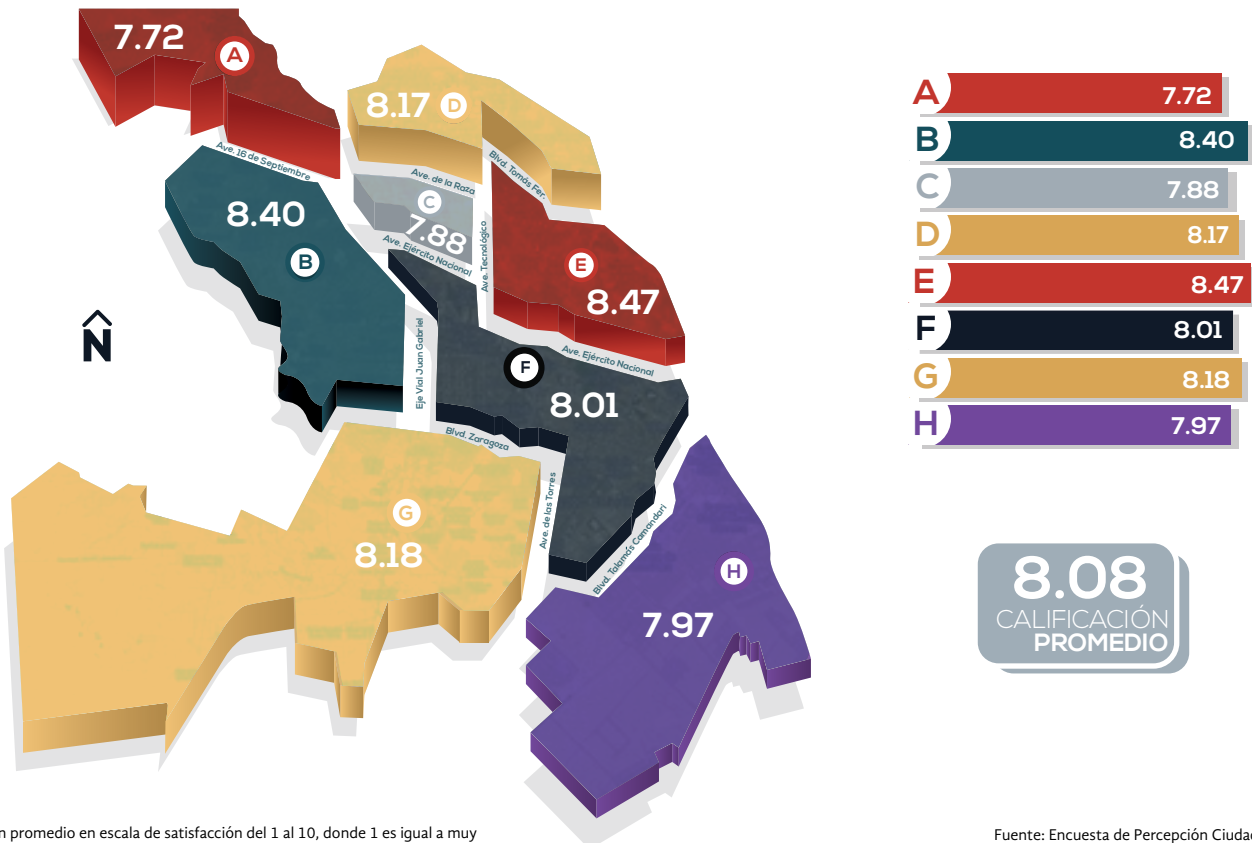 7.72
A
8.17
D
Ave. 16 de Septiembre
Ave. de la Raza
Blvd. Tomás Fer.
8.40
B
C
7.88
Ave. Ejército Nacional
Ave. Tecnológico
E
8.47
Ave. Ejército Nacional
N
Eje Vial Juan Gabriel
F
8.01
Blvd. Zaragoza
Ave. de las Torres
Blvd. Talamás Camandari
G
8.18
H
7.97
A 7.72
B 8.40
C 7.88
D 8.17
E 8.47
F 8.01
G 8.18
H 7.97
8.08
CALIFICACIÓN
PROMEDIO
n promedio en escala de satisfacción del 1 al 10, donde 1 es igual a muy
Fuente: Encuesta de Percepción Ciudad